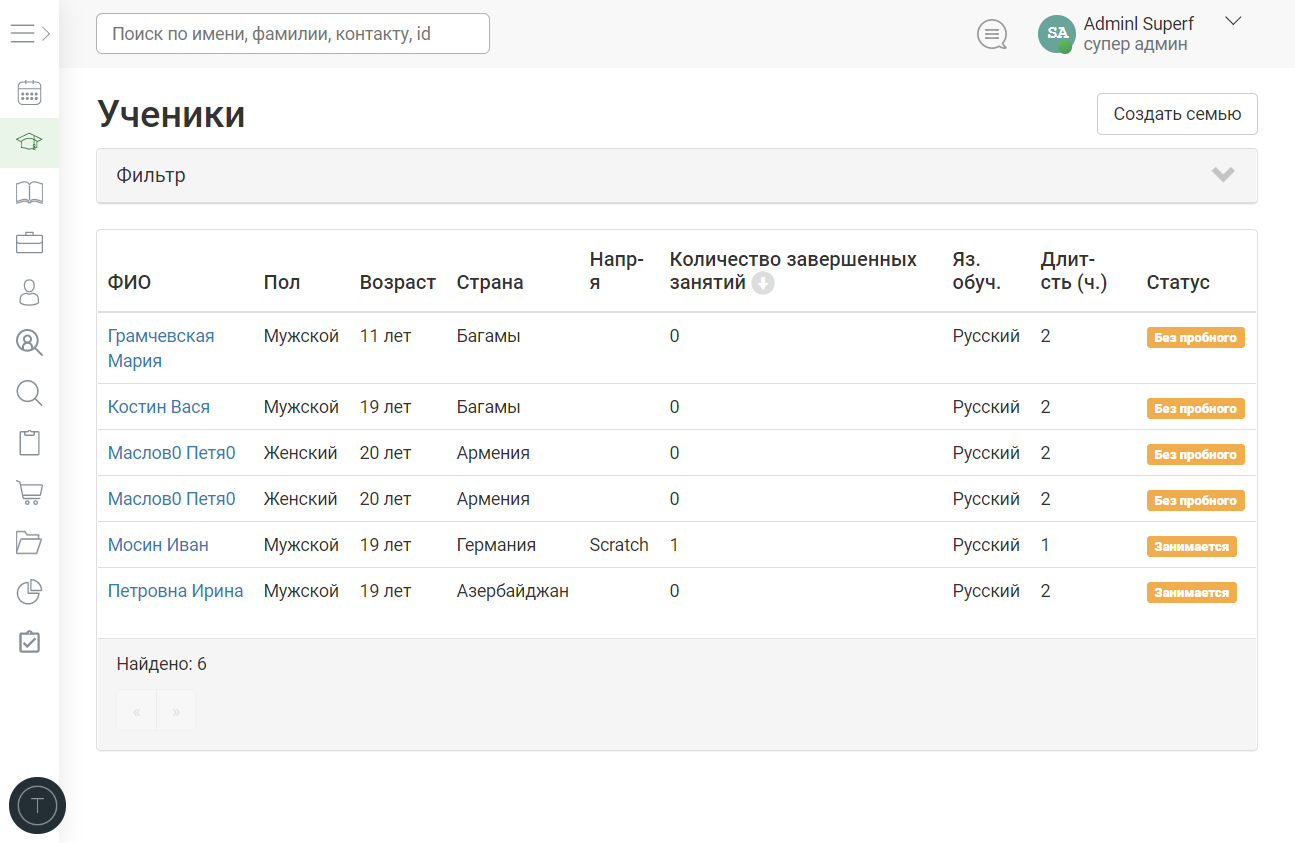 Поиск по имени, фамилии, контакту, id
SA
Adminl Superf
супер админ
Ученики
Создать семью
Фильтр
ФИО Пол Возраст Страна Напр-я Количество завершенных занятий Яз. обуч. Длит-сть (ч.) Статус
Грамчевская Мария Мужской 11 лет Багамы 0 Русский 2 Без пробного
Костин Вася Мужской 19 лет Багамы 0 Русский 2 Без пробного
Маслов0 Петя0 Женский 20 лет Армения 0 Русский 2 Без пробного
Маслов0 Петя0 Женский 20 лет Армения 0 Русский 2 Без пробного
Мосин Иван Мужской 19 лет Германия Scratch 1 Русский 1 Занимается
Петровна Ирина Мужской 19 лет Азербайджан 0 Русский 2 Занимается
Найдено: 6
« »
T